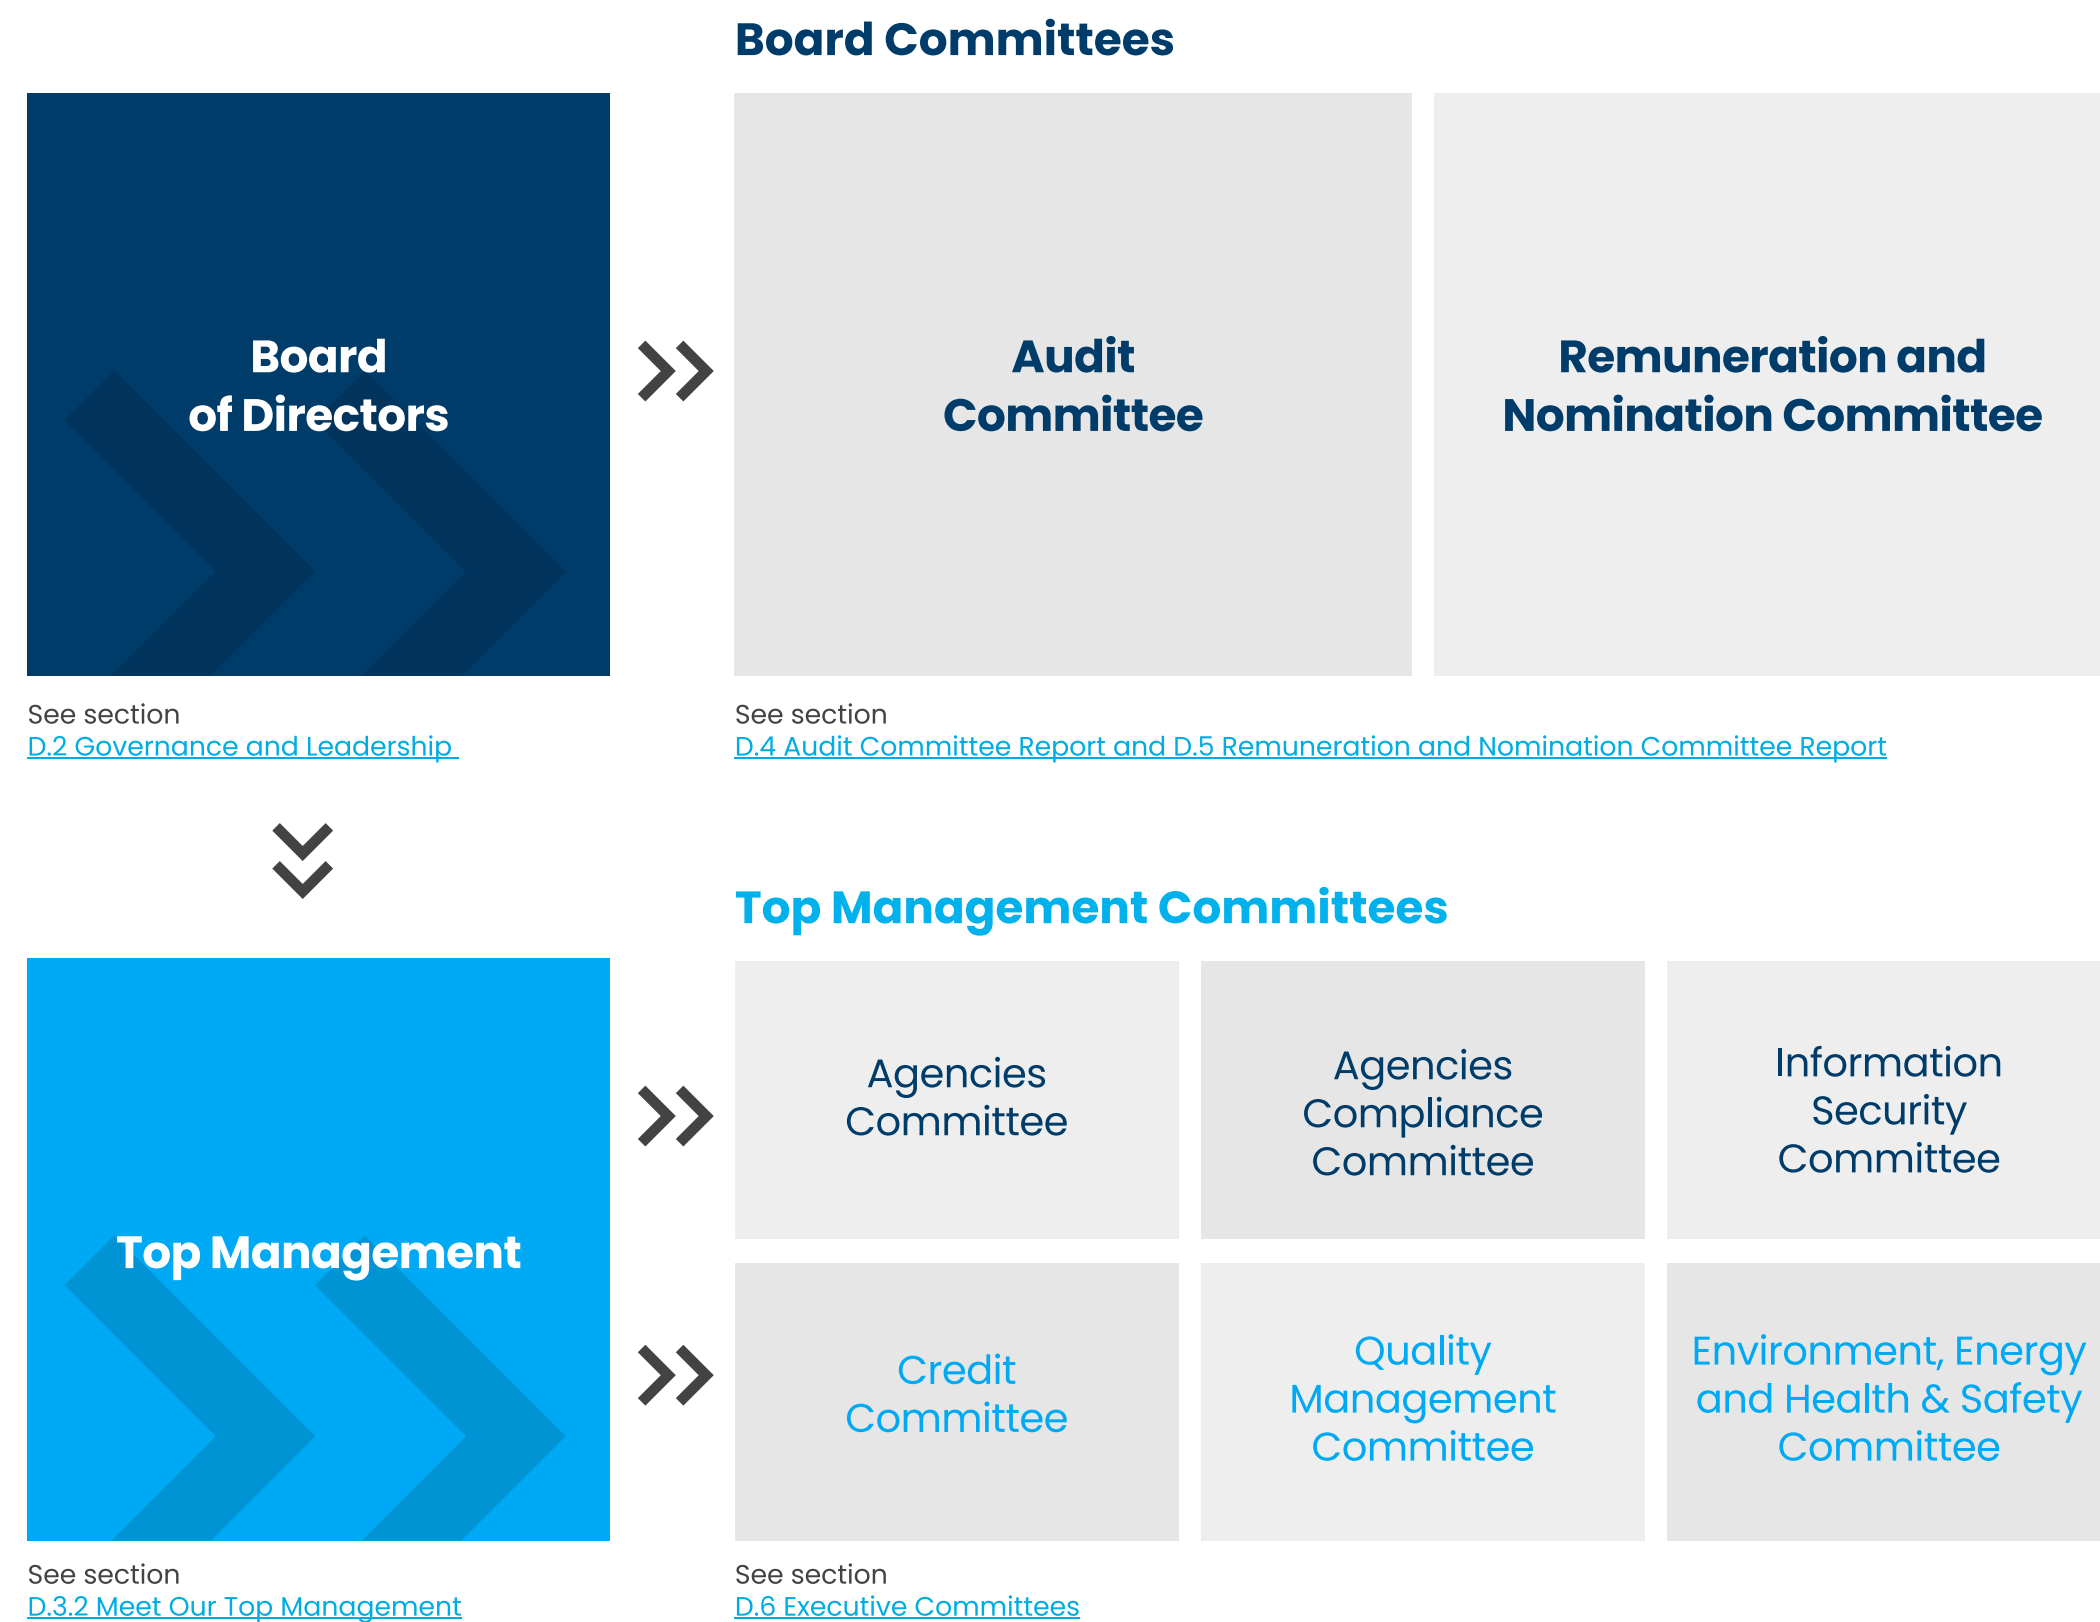 Board Committees
Board
of Directors
Audit
Committee
Remuneration and
Nomination Committee
See section
D.2 Governance and Leadership
See section
D.4 Audit Committee Report and D.5 Remuneration and Nomination Committee Report
Top Management Committees
Top Management
Agencies
Committee
Agencies
Compliance
Committee
Information
Security
Committee
Credit
Committee
Quality
Management
Committee
Environment, Energy
and Health & Safety
Committee
See section
D.3.2 Meet Our Top Management
See section
D.6 Executive Committees